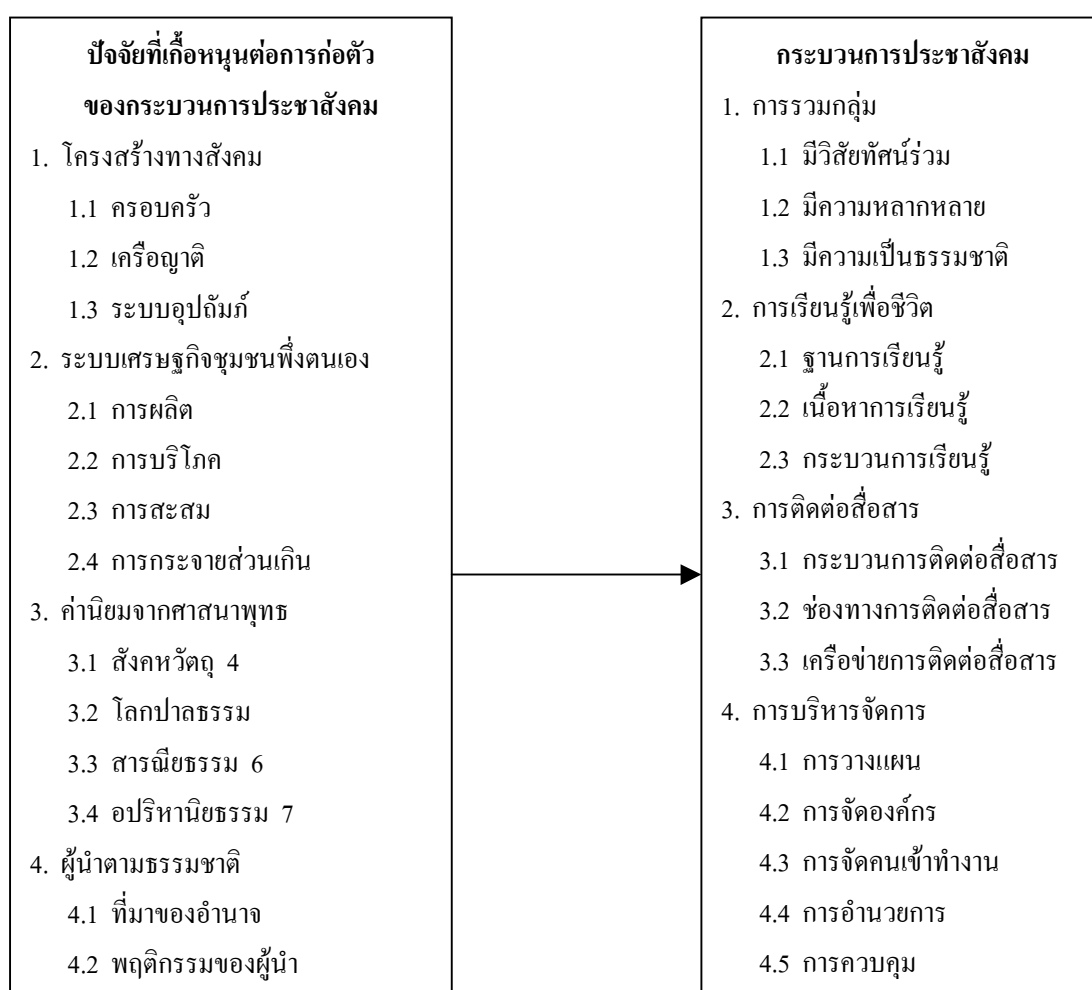 ปัจจัยที่เกื้อหนุนต่อการก่อตัว
ของกระบวนการประชาสังคม
1. โครงสร้างทางสังคม
1.1 ครอบครัว
1.2 เครือญาติ
1.3 ระบบอุปถัมภ์
2. ระบบเศรษฐกิจชุมชนพึ่งตนเอง
2.1 การผลิต
2.2 การบริโภค
2.3 การสะสม
2.4 การกระจายส่วนเกิน
3. ค่านิยมจากศาสนาพุทธ
3.1 สังคหวัตถุ 4
3.2 โลกปาลธรรม
3.3 สารณียธรรม 6
3.4 อปริหานิยธรรม 7
4. ผู้นำตามธรรมชาติ
4.1 ที่มาของอำนาจ
4.2 พฤติกรรมของผู้นำ
กระบวนการประชาสังคม
1. การรวมกลุ่ม
1.1 มีวิสัยทัศน์ร่วม
1.2 มีความหลากหลาย
1.3 มีความเป็นธรรมชาติ
2. การเรียนรู้เพื่อชีวิต
2.1 ฐานการเรียนรู้
2.2 เนื้อหาการเรียนรู้
2.3 กระบวนการเรียนรู้
3. การติดต่อสื่อสาร
3.1 กระบวนการติดต่อสื่อสาร
3.2 ช่องทางการติดต่อสื่อสาร
3.3 เครือข่ายการติดต่อสื่อสาร
4. การบริหารจัดการ
4.1 การวางแผน
4.2 การจัดองค์กร
4.3 การจัดคนเข้าทำงาน
4.4 การอำนวยการ
4.5 การควบคุม